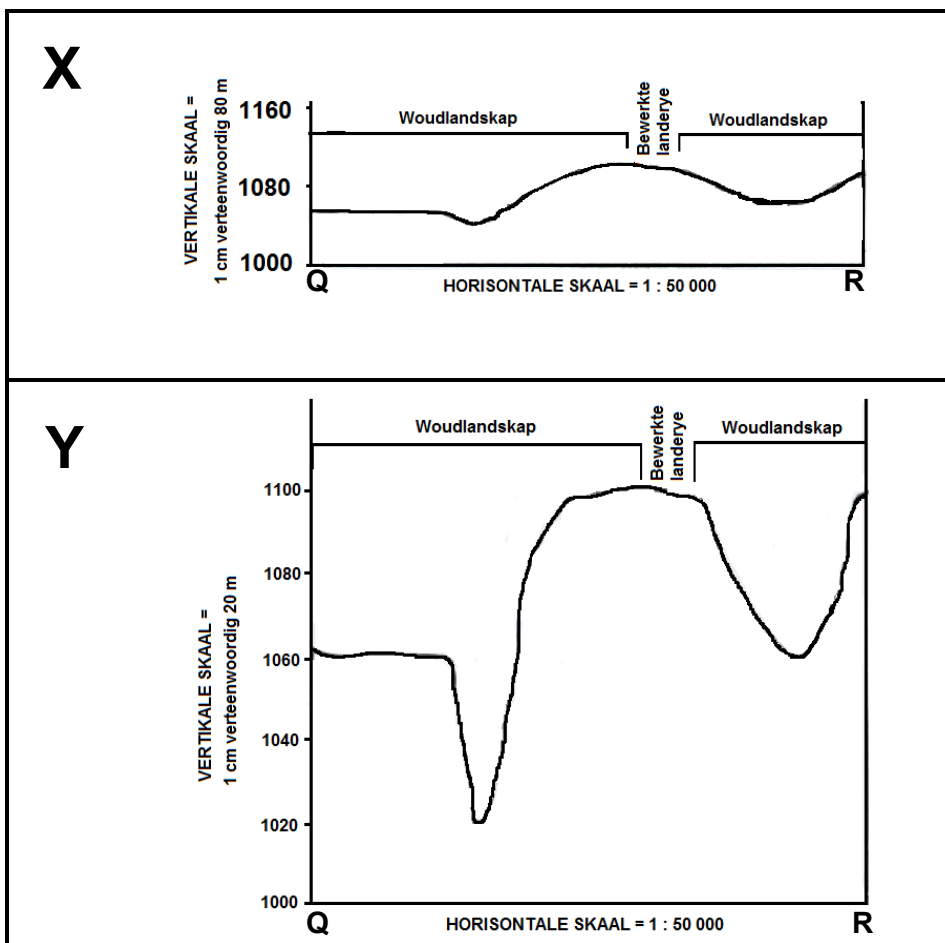 X
VERTIKALE SKAAL =
1 cm verteenwoordig 80 m
1160
1080
1000
Woudlandskap
Bewerkte
landerye
Woudlandskap
Q
R
HORISONTALE SKAAL = 1 : 50 000
Y
VERTIKALE SKAAL =
1 cm verteenwoordig 20 m
Woudlandskap
Bewerkte
landerye
Woudlandskap
1100
1080
1060
1040
1020
1000
Q
R
HORISONTALE SKAAL = 1 : 50 000